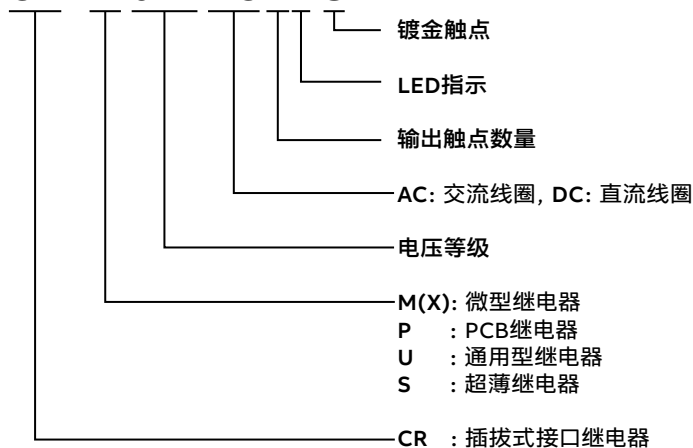 镀金触点
LED指示
输出触点数量
AC: 交流线圈, DC: 直流线圈
电压等级
M(X): 微型继电器
P : PCB继电器
U : 通用型继电器
S : 超薄继电器
CR : 插拔式接口继电器